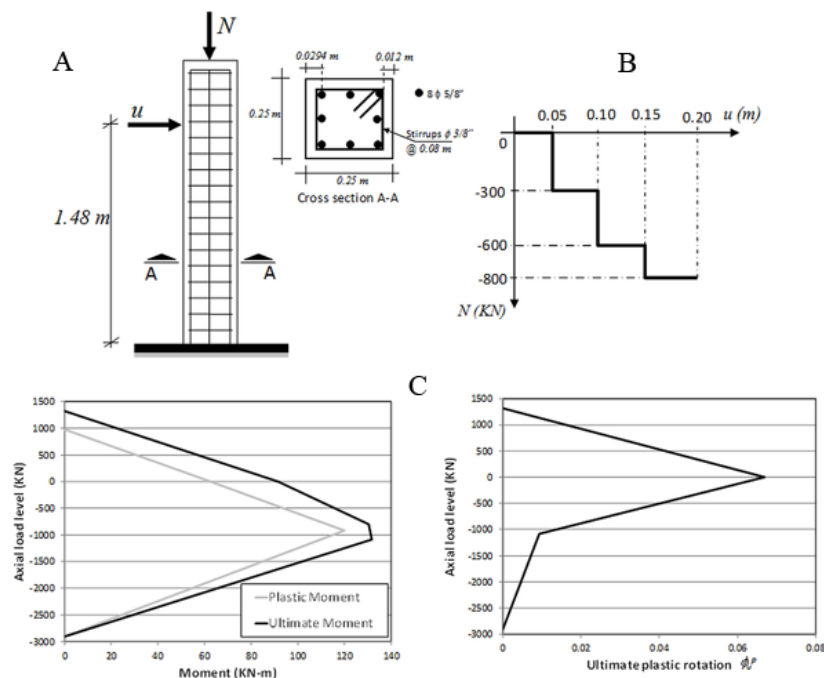 A
N
u
1.48 m
A
A
0.0294 m
0.012 m
0.25 m
8 ϕ 5/8"
Stirrups ϕ 3/8"
@ 0.08 m
0.25 m
Cross section A-A
B
0.05 0.10 0.15 0.20 u (m)
0
-300
-600
-800
N (KN)
C
1500
1000
500
0
-500
-1000
-1500
-2000
-2500
-3000
Axial load level (KN)
Plastic Moment
Ultimate Moment
0 20 40 60 80 100 120 140
Moment (KN-m)
1500
1000
500
0
-500
-1000
-1500
-2000
-2500
-3000
Axial load level (KN)
0 0.02 0.04 0.06 0.08
Ultimate plastic rotation